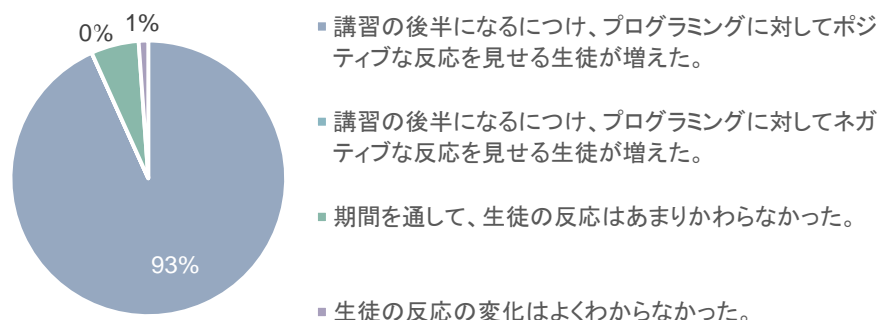 0%
1%
93%
講習の後半になるにつけ、プログラミングに対してポジ
ティブな反応を見せる生徒が増えた。
講習の後半になるにつけ、プログラミングに対してネガ
ティブな反応を見せる生徒が増えた。
期間を通して、生徒の反応はあまりかわらなかった。
生徒の反応の変化はよくわからなかった。